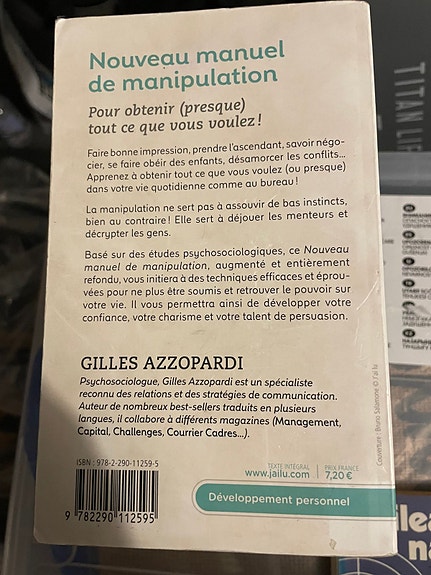 Nouveau manuel
de manipulation
Pour obtenir (presque)
tout ce que vous voulez !
Faire bonne impression, prendre l'ascendant, savoir négo-
cier, se faire obéir des enfants, désamorcer les conflits...
Apprenez à obtenir tout ce que vous voulez (ou presque)
dans votre vie quotidienne comme au bureau !
La manipulation ne sert pas à assouvir de bas instincts,
bien au contraire ! Elle sert à déjouer les menteurs et
décrypter les gens.
Basé sur des études psychosociologiques, ce Nouveau
manuel de manipulation, augmenté et entièrement
refondu, vous initiera à des techniques efficaces et éprou-
vées pour ne plus être soumis et retrouver le pouvoir sur
votre vie. Il vous permettra ainsi de développer votre
confiance, votre charisme et votre talent de persuasion.
GILLES AZZOPARDI
Psychosociologue, Gilles Azzopardi est un spécialiste
reconnu des relations et des stratégies de communication.
Auteur de nombreux best-sellers traduits en plusieurs
langues, il collabore à différents magazines (Management,
Capital, Challenges, Courrier Cadres...).
Couverture : Bruno Salamone © J'ai lu
ISBN : 978-2-290-11259-5
9 782290 112595
TEXTE INTÉGRAL
www.jailu.com
PRIX FRANCE
7,20 €
Développement personnel
TITAN